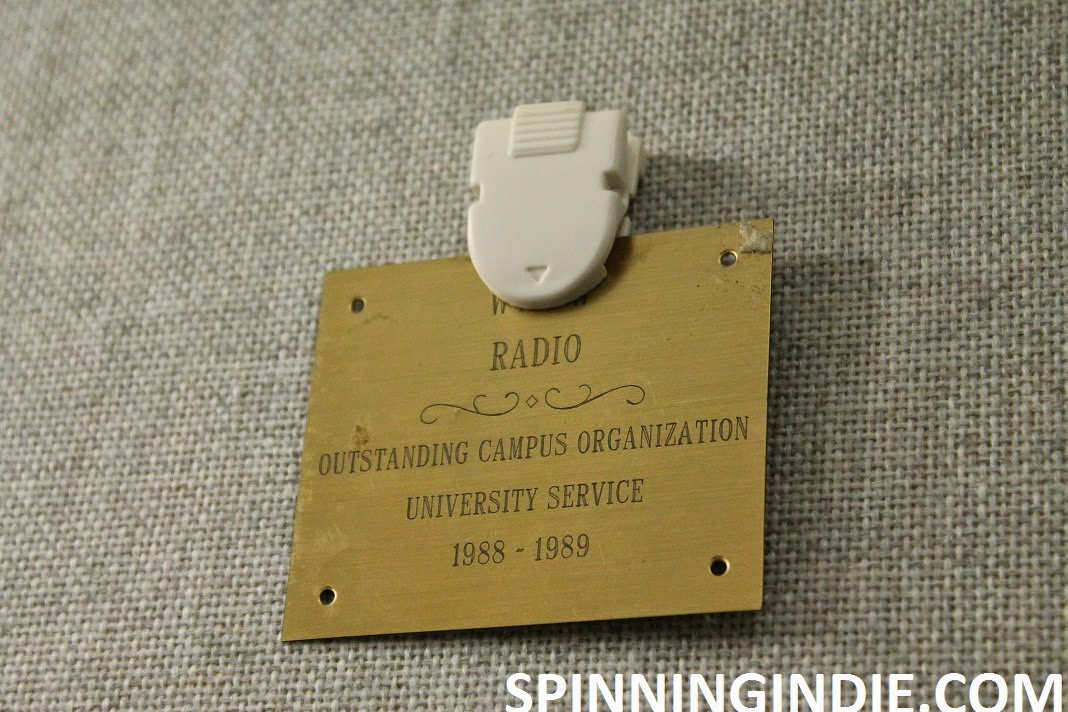 RADIO
OUTSTANDING CAMPUS ORGANIZATION
UNIVERSITY SERVICE
1988 - 1989
SPINNINGINDIE.COM